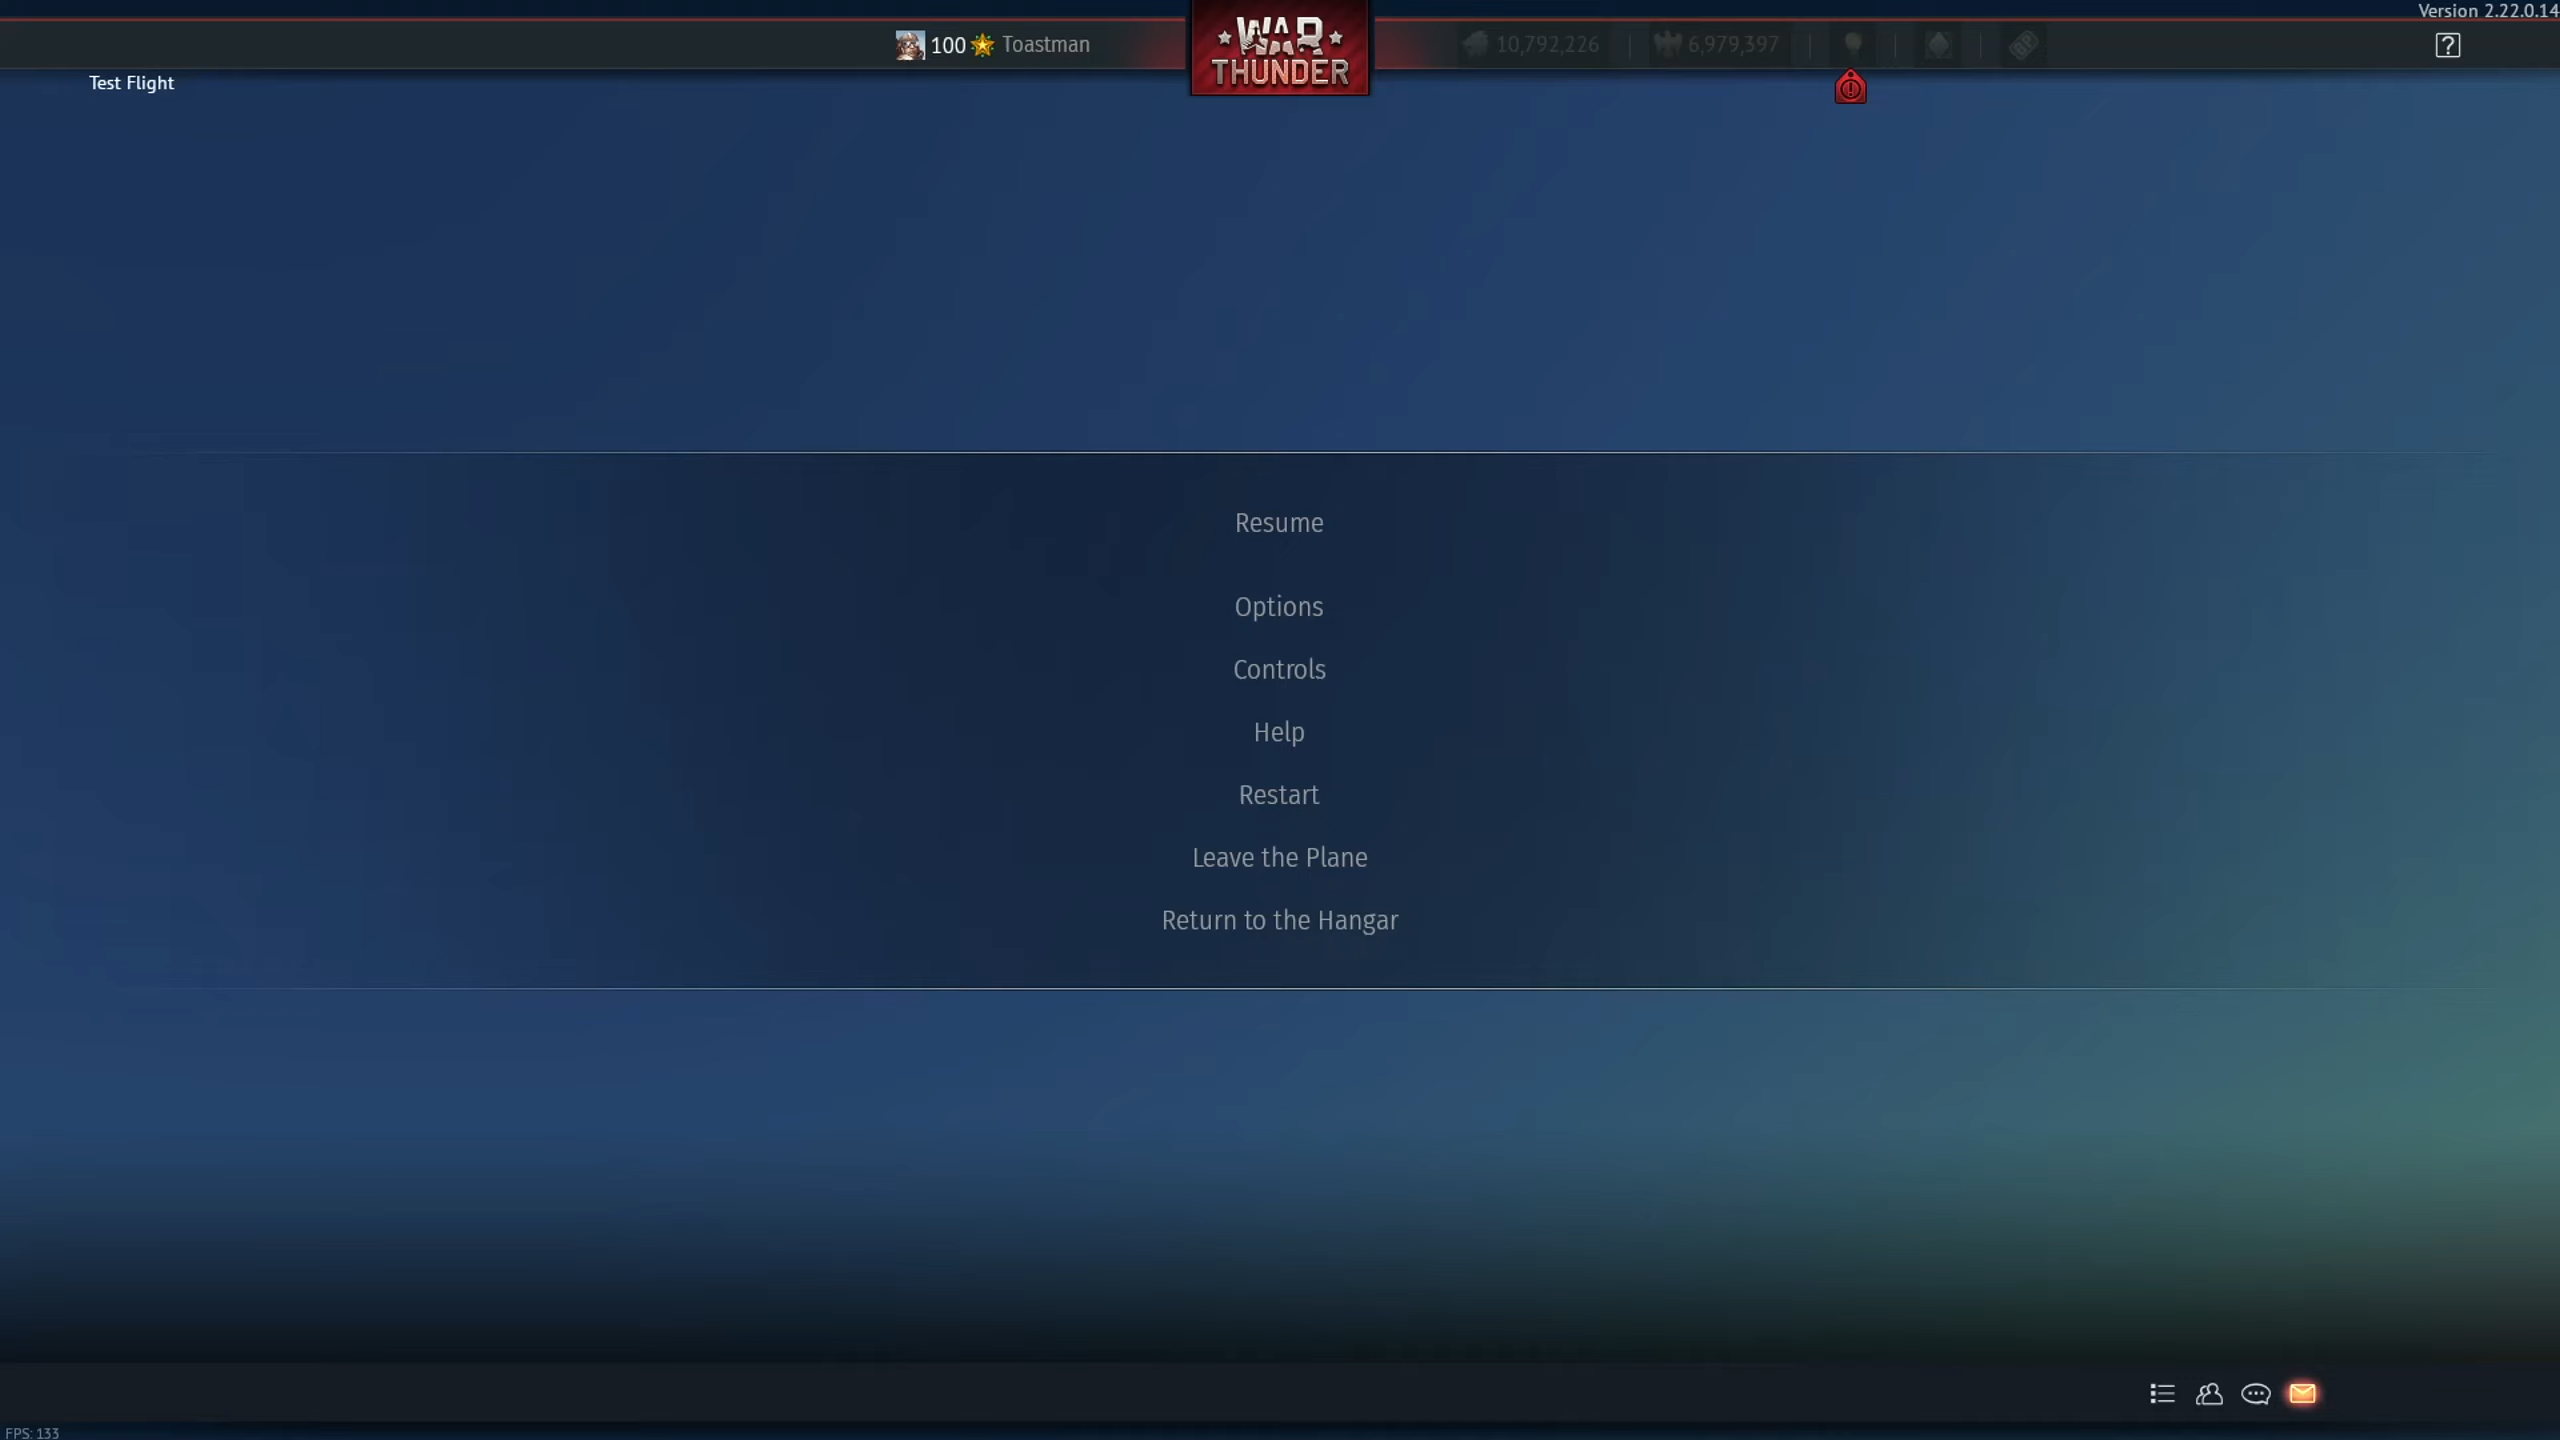 Version 2.22.0.14
100 Toastman
WAR THUNDER
10,792,226
6,979,397
Test Flight
Resume
Options
Controls
Help
Restart
Leave the Plane
Return to the Hangar
FPS: 133